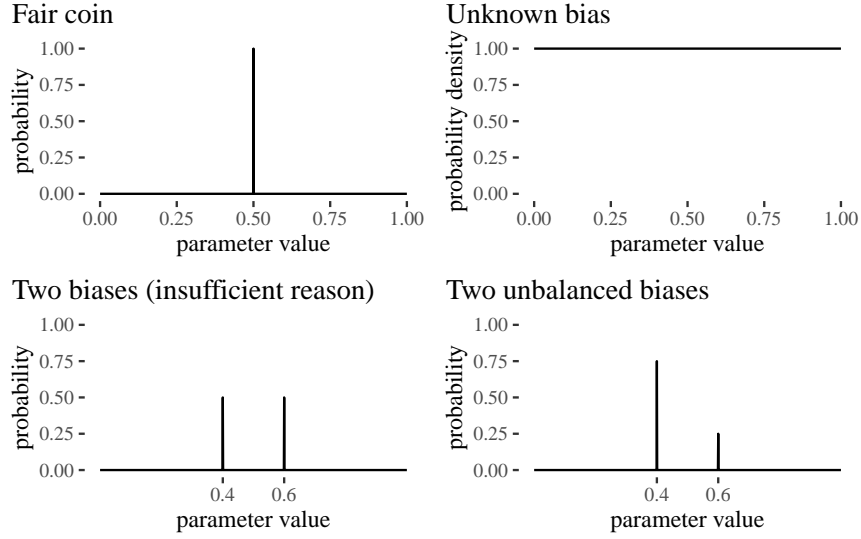 Fair coin
probability
1.00
0.75
0.50
0.25
0.00
0.00 0.25 0.50 0.75 1.00
parameter value
Unknown bias
probability density
1.00
0.75
0.50
0.25
0.00
0.00 0.25 0.50 0.75 1.00
parameter value
Two biases (insufficient reason)
probability
1.00
0.75
0.50
0.25
0.00
0.4 0.6
parameter value
Two unbalanced biases
probability
1.00
0.75
0.50
0.25
0.00
0.4 0.6
parameter value